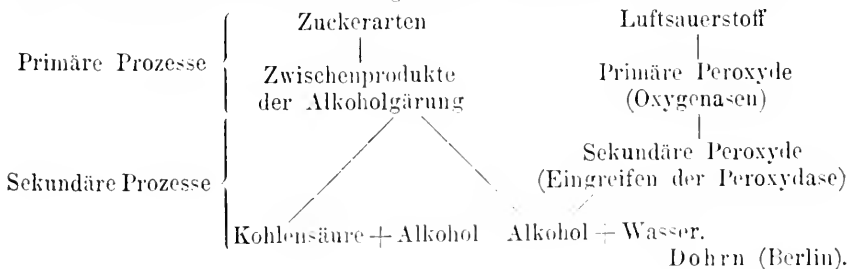 Zuckerarten Luftsauerstoff
Primäre Prozesse
Zwischenprodukte Primäre Peroxyde
der Alkoholgärung (Oxygenasen)
Sekundäre Peroxyde
Sekundäre Prozesse (Eingreifen der Peroxydase)
Kohlensäure + Alkohol Alkohol + Wasser.
Dohrn (Berlin).